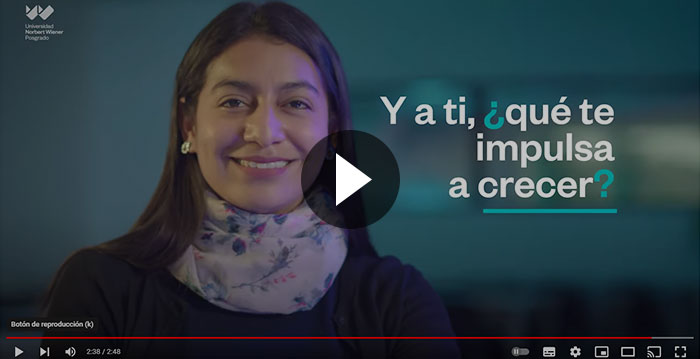 Universidad
Norbert Wiener
Posgrado
Y a ti, ¿qué te
impulsa
a crecer?
Botón de reproducción (k)
2:38 / 2:48